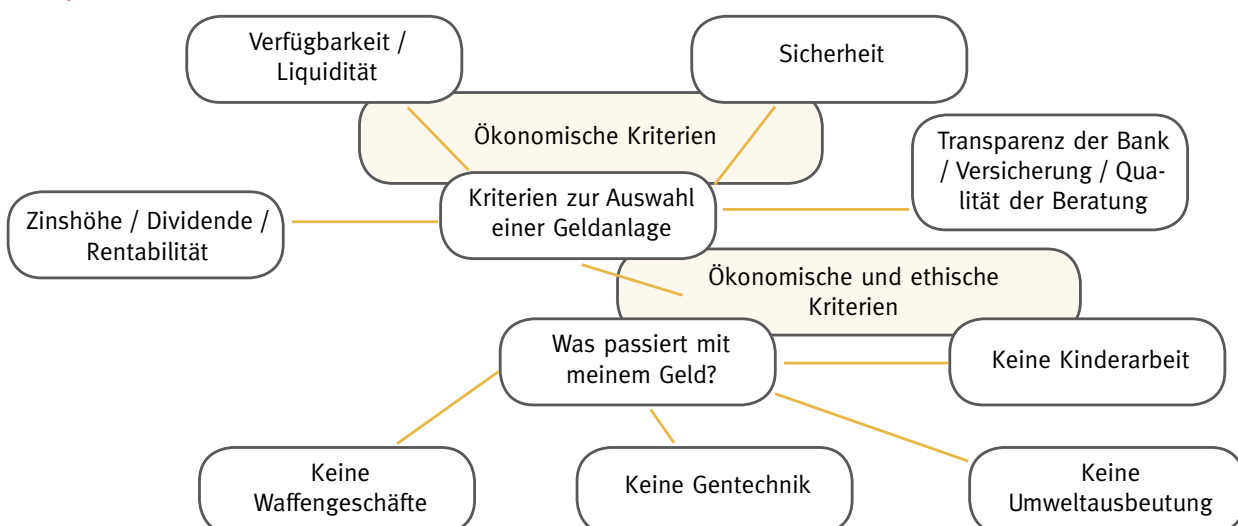 Verfügbarkeit /
Liquidität
Sicherheit
Ökonomische Kriterien
Transparenz der Bank
/ Versicherung / Qua-
lität der Beratung
Zinshöhe / Dividende /
Rentabilität
Kriterien zur Auswahl
einer Geldanlage
Ökonomische und ethische
Kriterien
Was passiert mit
meinem Geld?
Keine Kinderarbeit
Keine
Waffengeschäfte
Keine Gentechnik
Keine
Umweltausbeutung